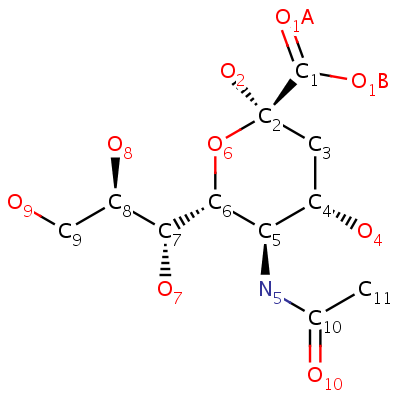 O1A
O2 C1 O1B
C2
O6 C3
O8
O9 C8 C6 C4
C9 C7 C5 O4
O7 N5 C11
C10
O10